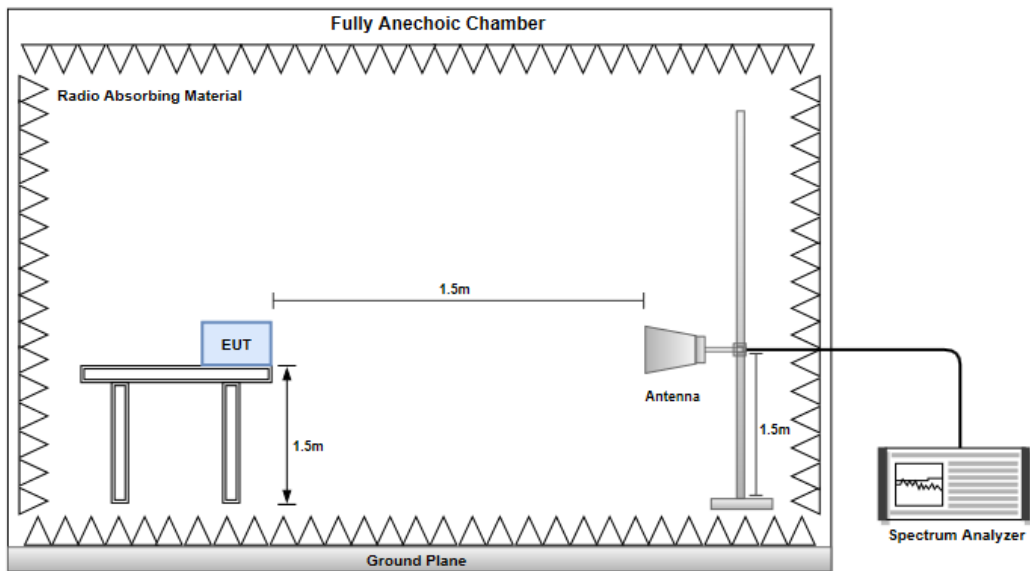 Fully Anechoic Chamber
Radio Absorbing Material
1.5m
EUT
Antenna
1.5m
1.5m
Spectrum Analyzer
Ground Plane